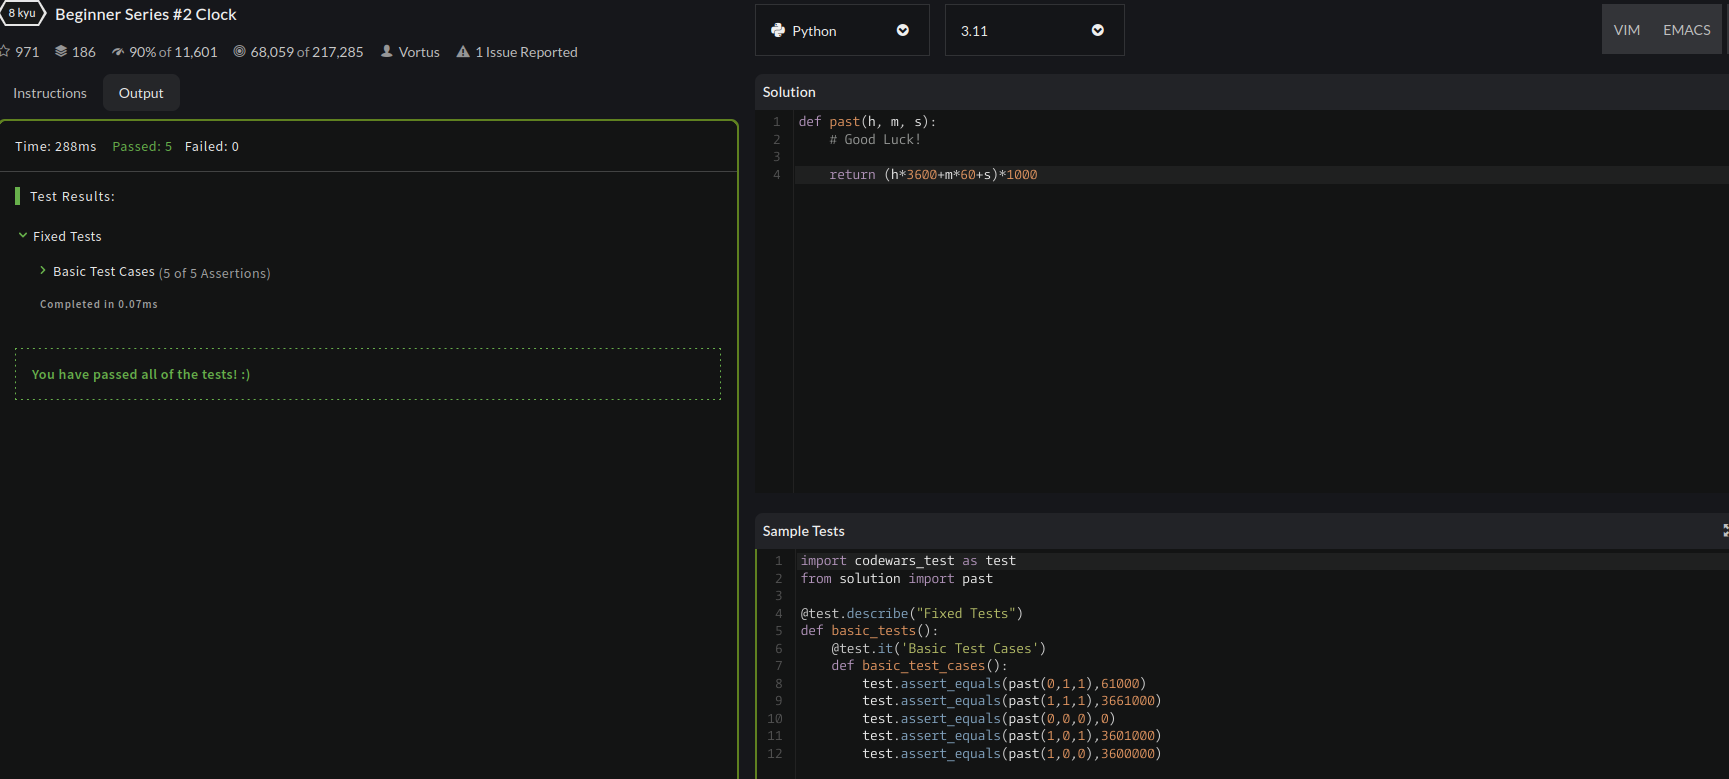 8 kyu Beginner Series #2 Clock
971 186 90% of 11,601 68,059 of 217,285 Vortus 1 Issue Reported
Instructions Output
Time: 288ms Passed: 5 Failed: 0
Test Results:
Fixed Tests
Basic Test Cases (5 of 5 Assertions)
Completed in 0.07ms
You have passed all of the tests! :)
Python 3.11 VIM EMACS
Solution
1 def past(h, m, s):
2     # Good Luck!
3
4     return (h*3600+m*60+s)*1000
Sample Tests
1 import codewars_test as test
2 from solution import past
3
4 @test.describe("Fixed Tests")
5 def basic_tests():
6     @test.it('Basic Test Cases')
7     def basic_test_cases():
8         test.assert_equals(past(0,1,1),61000)
9         test.assert_equals(past(1,1,1),3661000)
10         test.assert_equals(past(0,0,0),0)
11         test.assert_equals(past(1,0,1),3601000)
12         test.assert_equals(past(1,0,0),3600000)